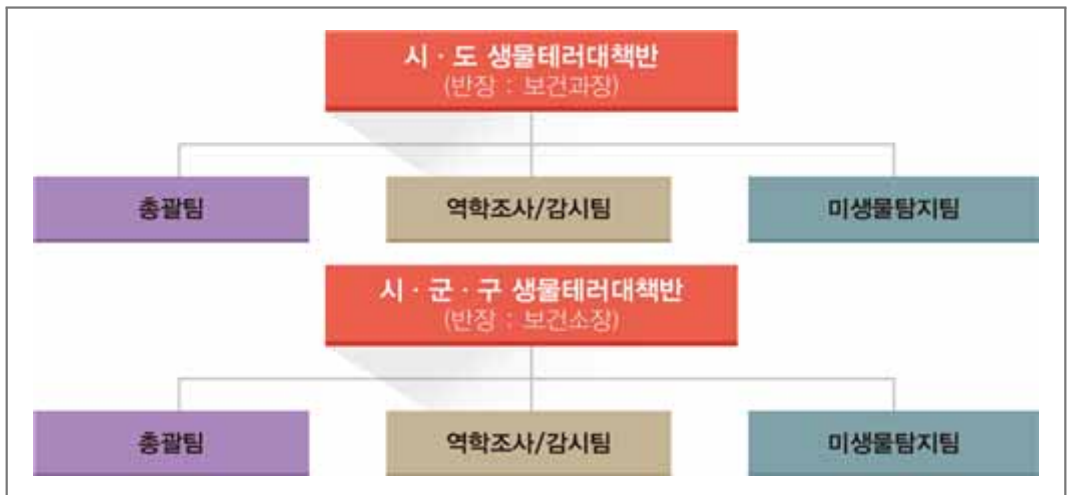 시 · 도 생물테러대책반
(반장 : 보건과장)
총괄팀
역학조사/감시팀
미생물탐지팀
시 · 군 · 구 생물테러대책반
(반장 : 보건소장)
총괄팀
역학조사/감시팀
미생물탐지팀